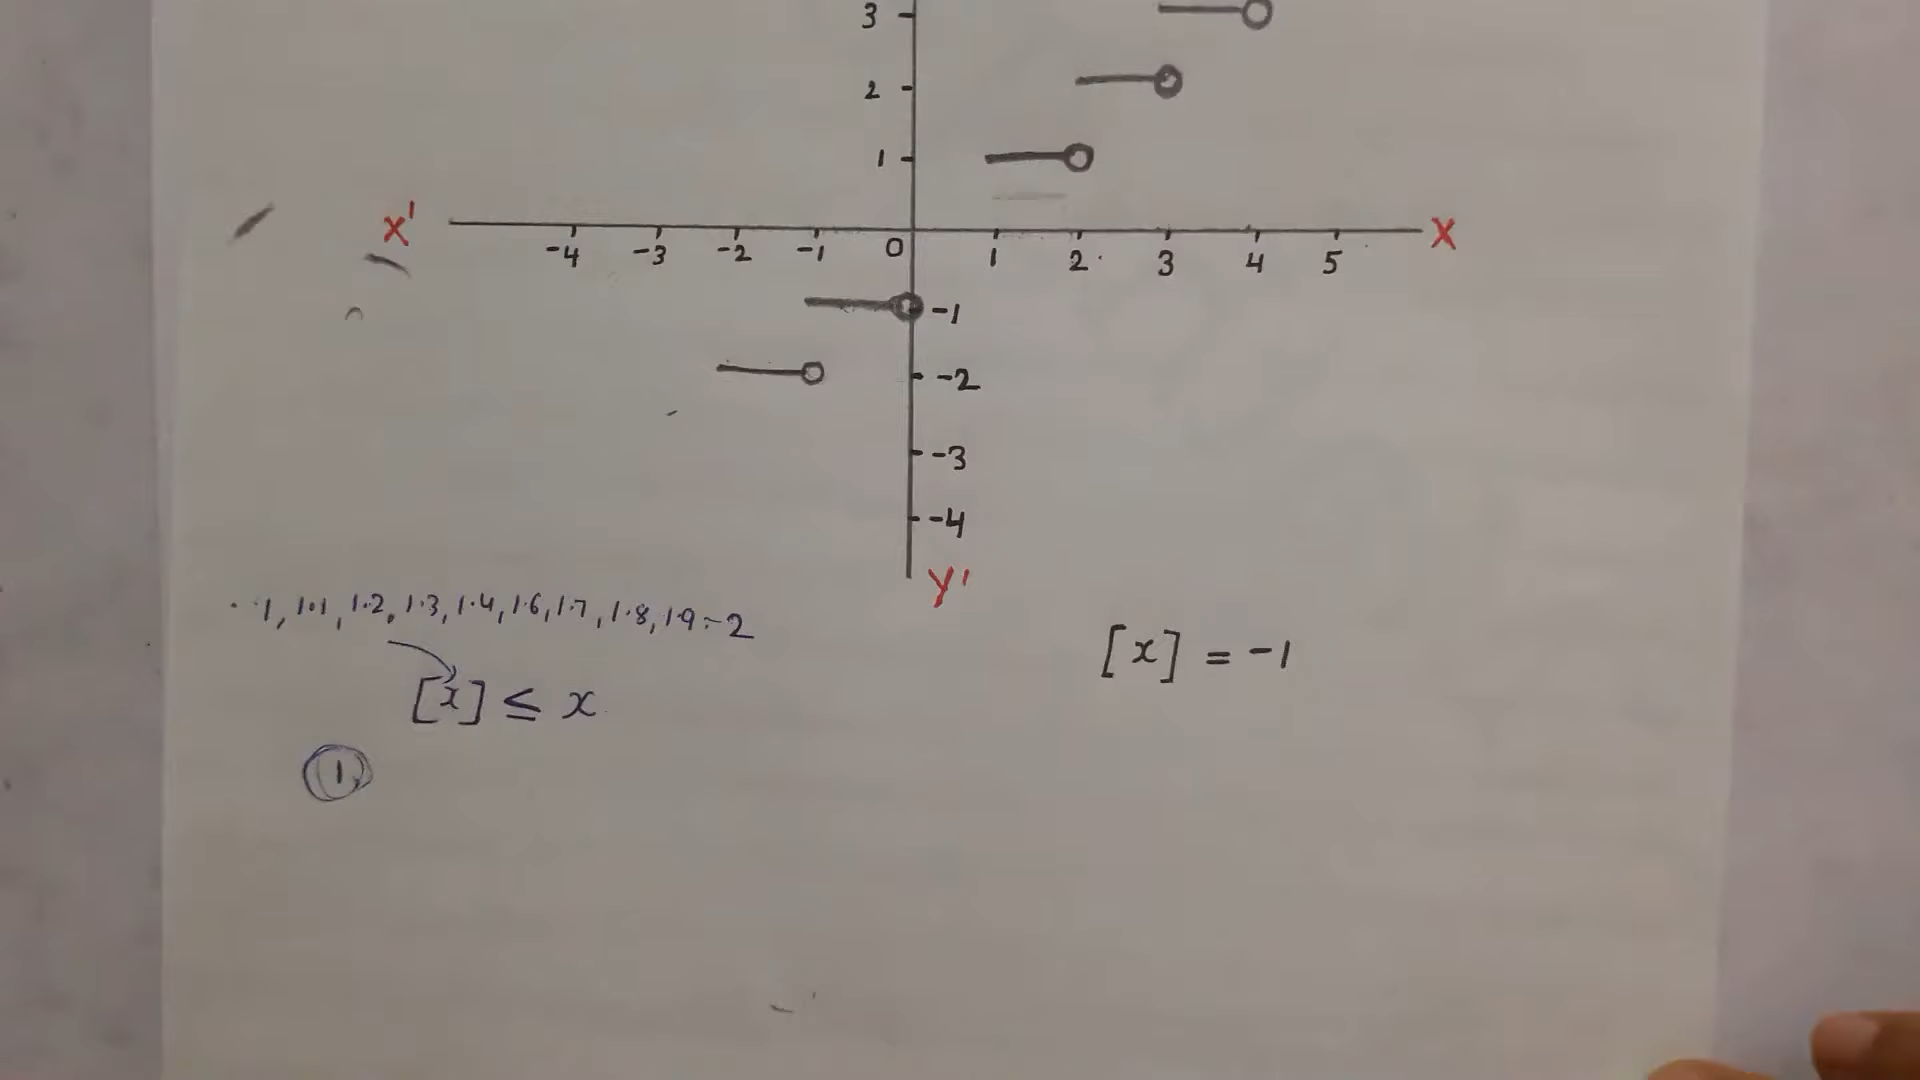 3
2
1
X'
X
-4 -3 -2 -1 0 1 2 3 4 5
-1
-2
-3
-4
Y'
1, 1.1, 1.2, 1.3, 1.4, 1.6, 1.7, 1.8, 1.9 - 2
[x] = -1
[x] ≤ x
1